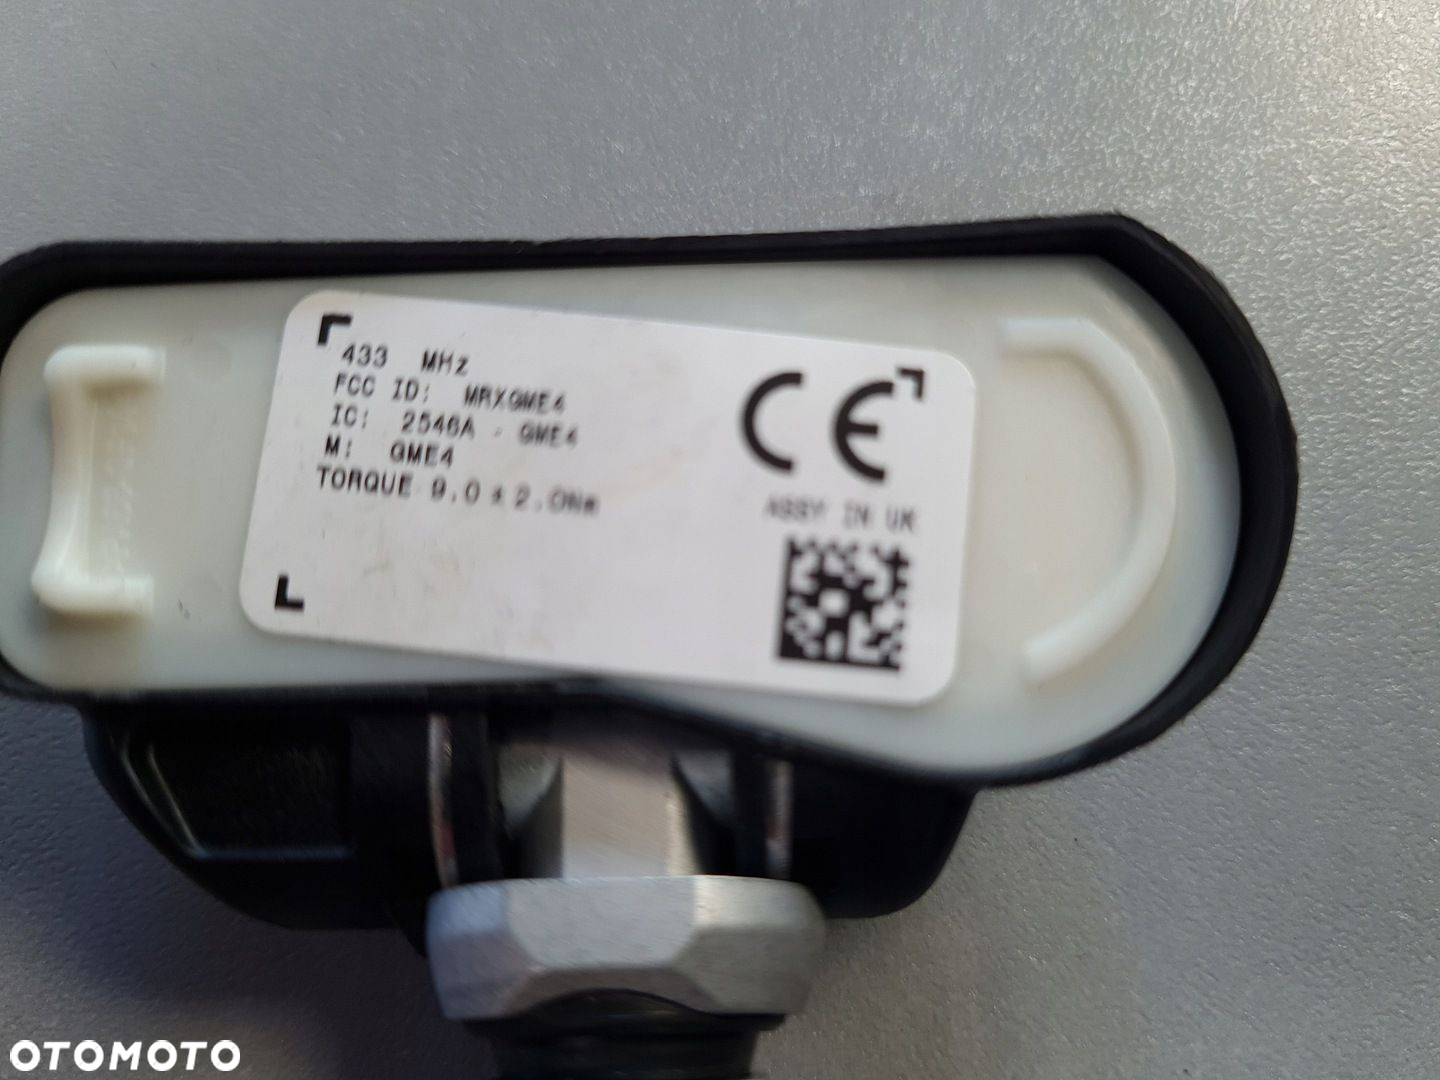 433 MHz
FCC ID: MRXGME4
IC: 2546A - GME4
M: GME4
TORQUE 9.0 ± 2.0Nm
CE
ASSY IN UK
OTOMOTO